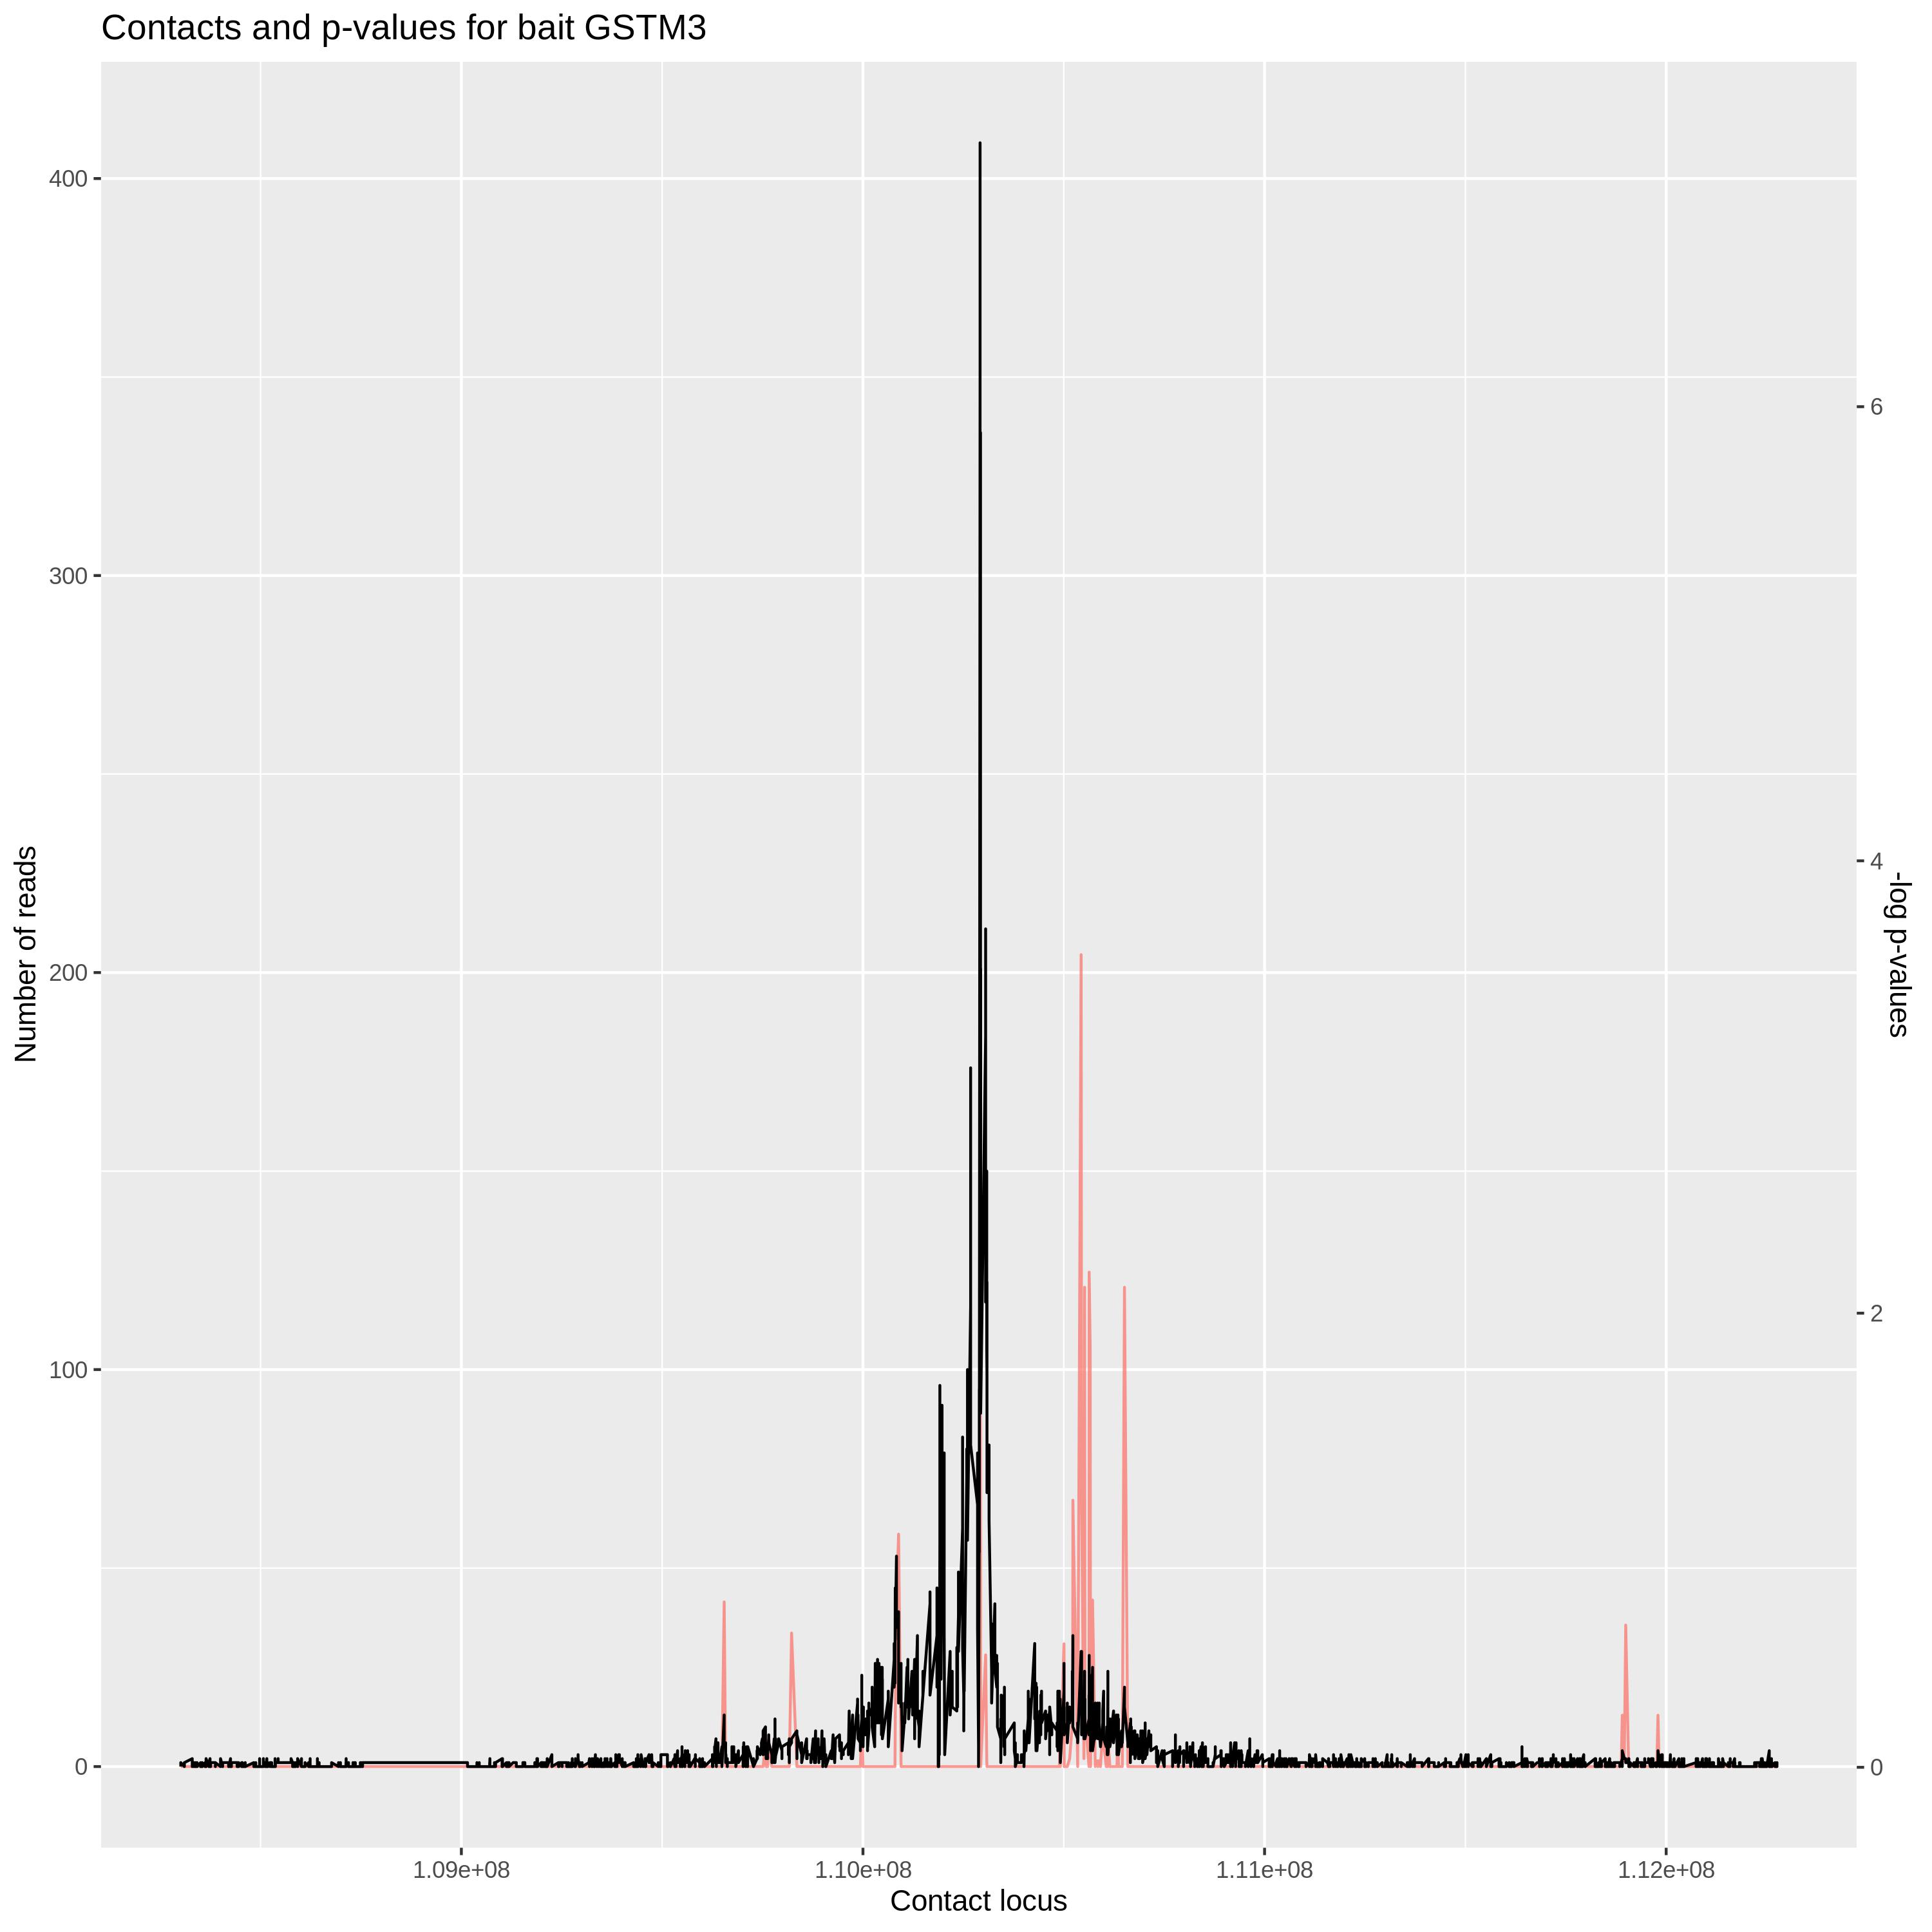 Contacts and p-values for bait GSTM3
400
300
200
100
0
Number of reads
6
4
2
0
-log p-values
1.09e+08
1.10e+08
1.11e+08
1.12e+08
Contact locus